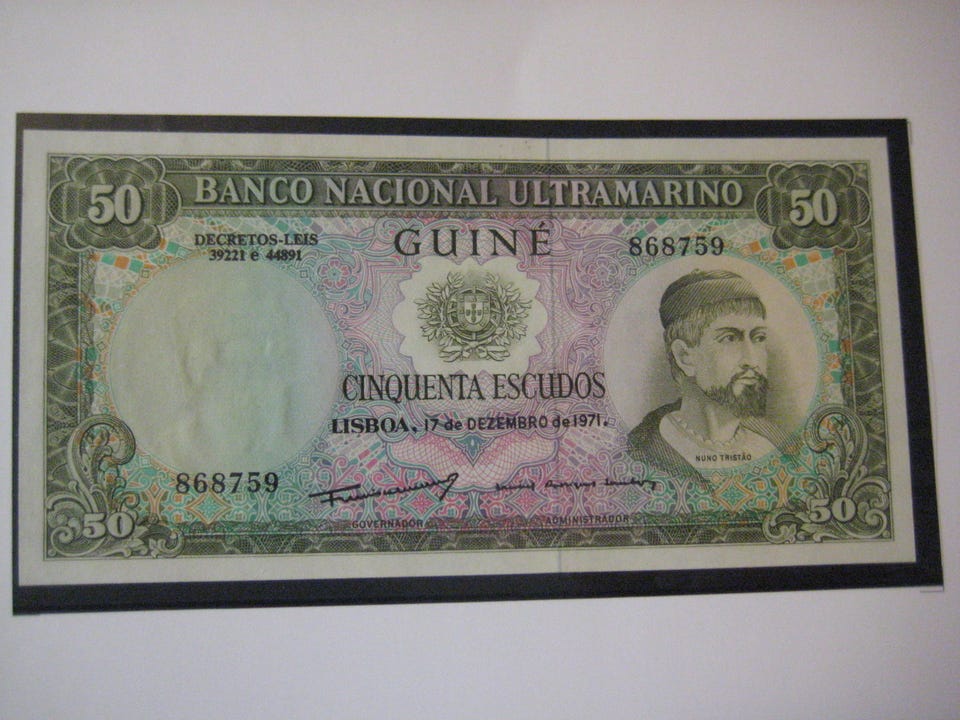 50 BANCO NACIONAL ULTRAMARINO 50
DECRETOS-LEIS
39221 e 44891
GUINÉ
868759
CINQUENTA ESCUDOS
LISBOA, 17 de DEZEMBRO de 1971.
NUNO TRISTÃO
868759
GOVERNADOR
ADMINISTRADOR
50
50